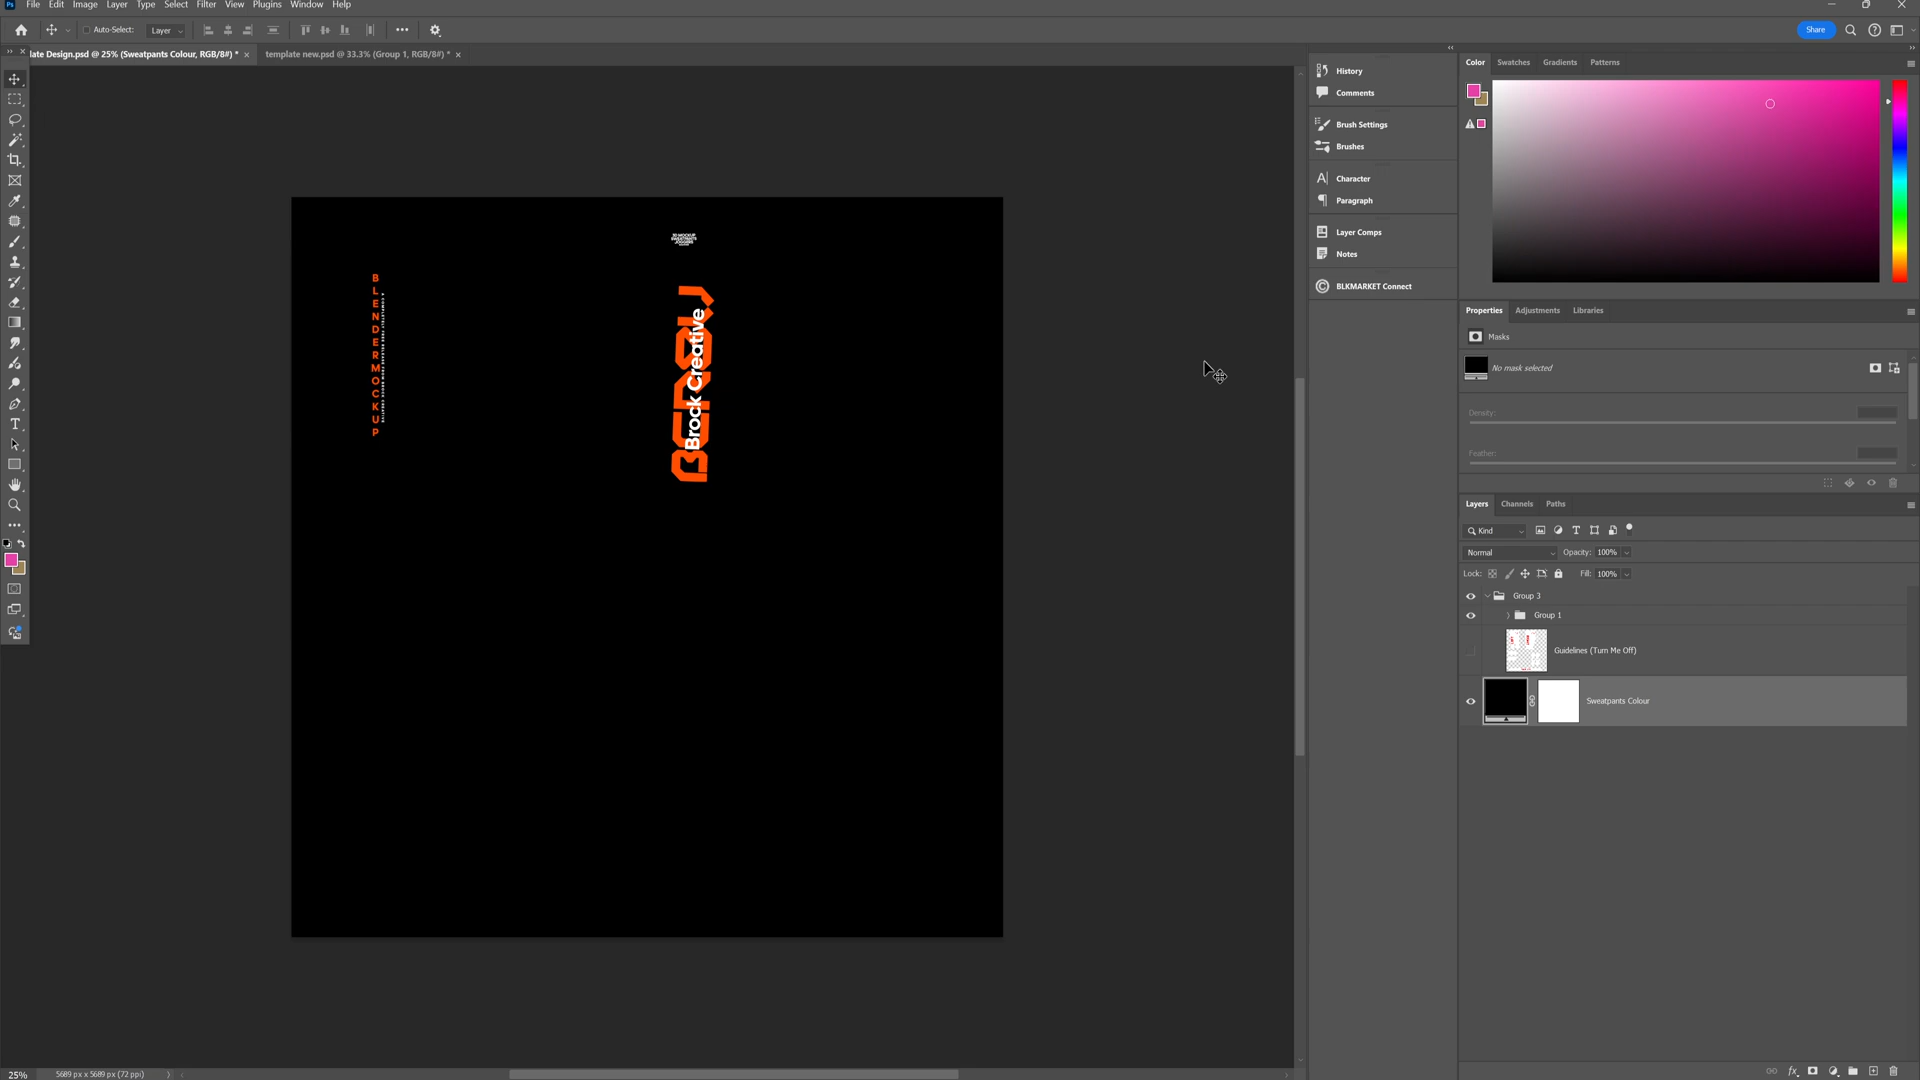 File Edit Image Layer Type Select Filter View Plugins Window Help
Auto-Select: Layer
Share
late Design.psd @ 25% (Sweatpants Colour, RGB/8#) *
template new.psd @ 33.3% (Group 1, RGB/8#) *
History
Comments
Brush Settings
Brushes
Character
Paragraph
Layer Comps
Notes
BLKMARKET Connect
Color Swatches Gradients Patterns
Properties Adjustments Libraries
Masks
No mask selected
Density:
Feather:
Layers Channels Paths
Kind
Normal Opacity: 100%
Lock: Fill: 100%
Group 3
Group 1
Guidelines (Turn Me Off)
Sweatpants Colour
3D MOCKUP
SWEATPANTS
JOGGERS
BLENDERMOCKUP
Brock Creative
25% 5689 px x 5689 px (72 ppi)